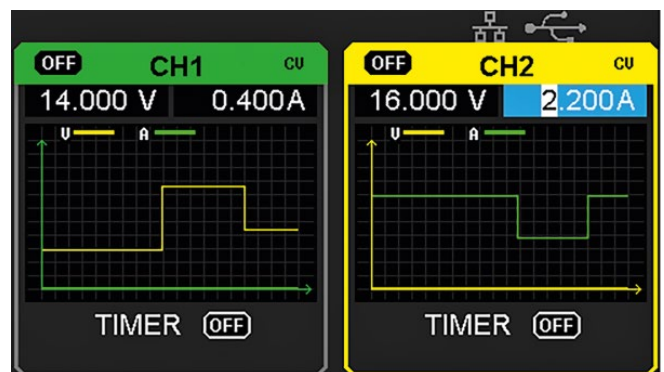 OFF CH1 CV
14.000 V 0.400A
V A
TIMER OFF
OFF CH2 CV
16.000 V 2.200A
V A
TIMER OFF